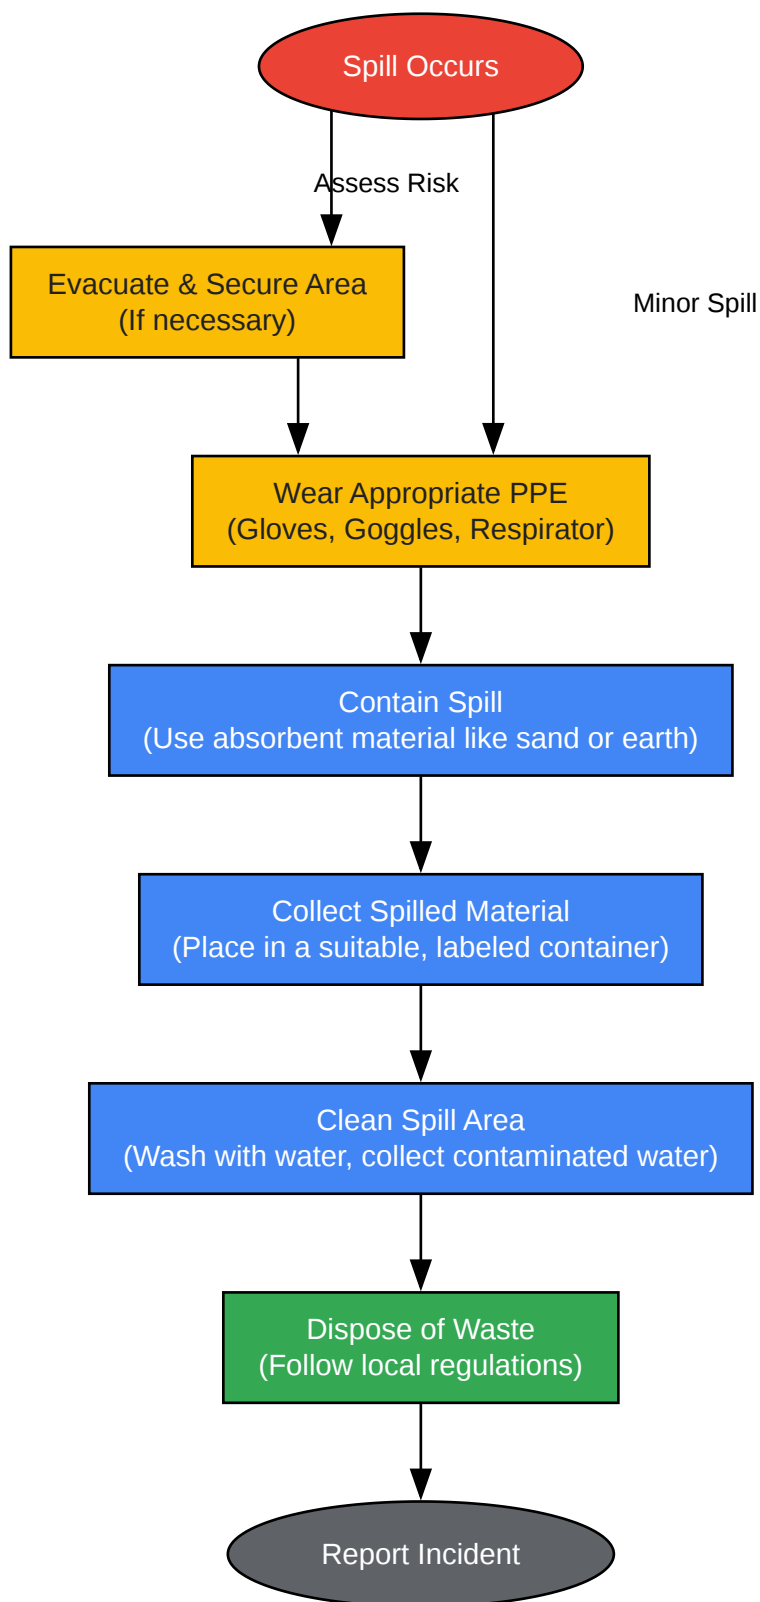 Spill Occurs
Assess Risk
Evacuate & Secure Area
(If necessary)
Minor Spill
Wear Appropriate PPE
(Gloves, Goggles, Respirator)
Contain Spill
(Use absorbent material like sand or earth)
Collect Spilled Material
(Place in a suitable, labeled container)
Clean Spill Area
(Wash with water, collect contaminated water)
Dispose of Waste
(Follow local regulations)
Report Incident